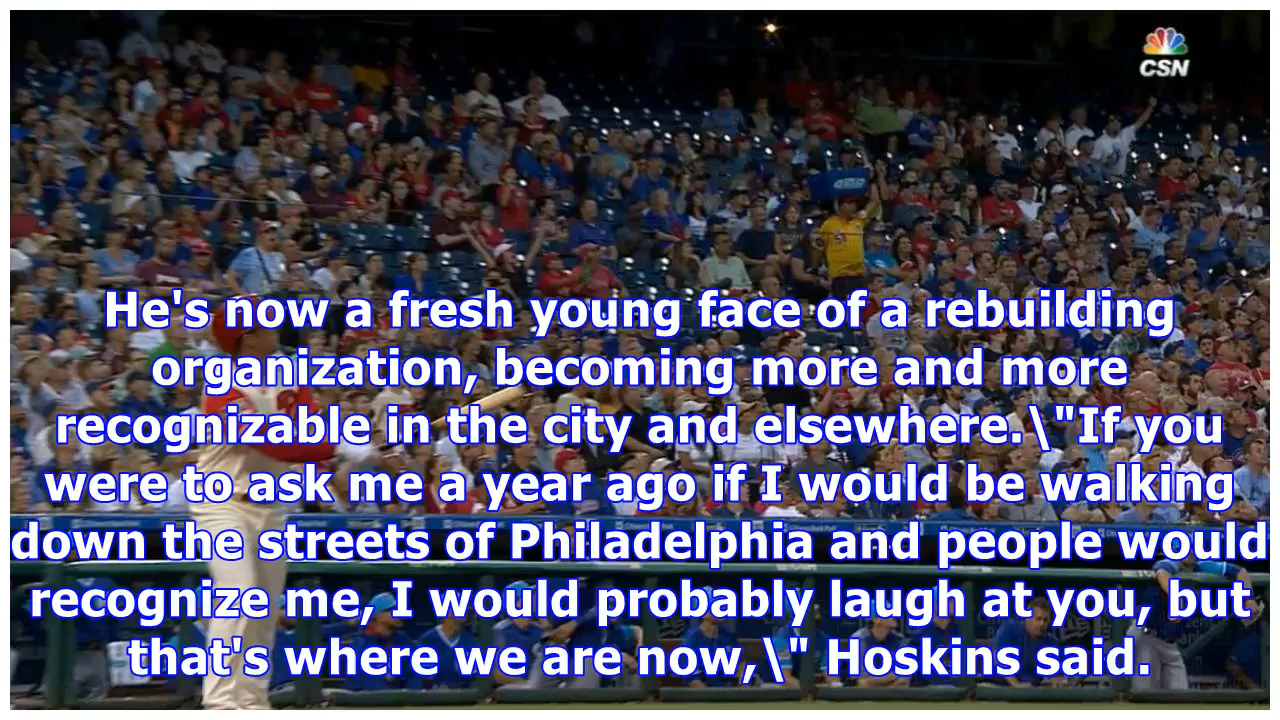 CSN
He's now a fresh young face of a rebuilding
organization, becoming more and more
recognizable in the city and elsewhere.\"If you
were to ask me a year ago if I would be walking
down the streets of Philadelphia and people would
recognize me, I would probably laugh at you, but
that's where we are now,\" Hoskins said.